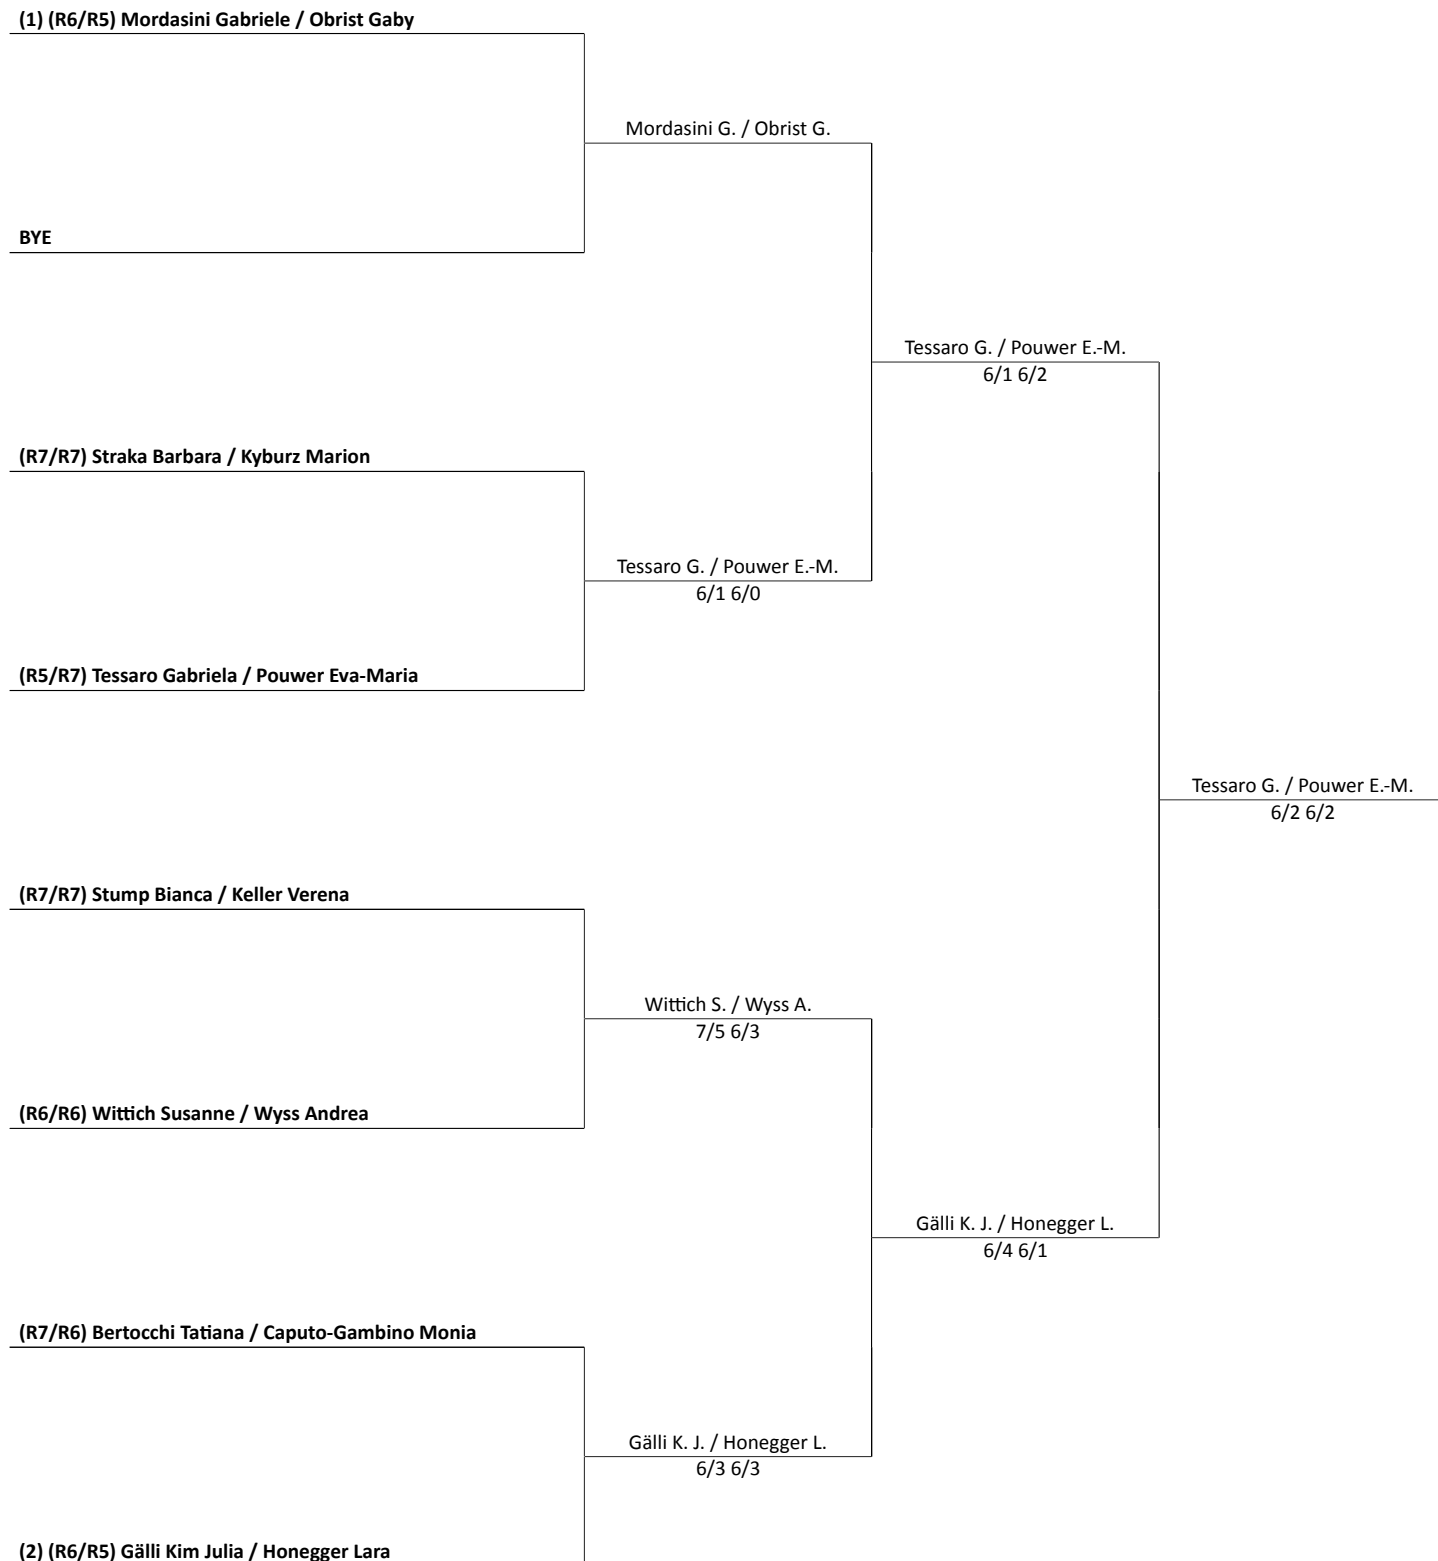 (1) (R6/R5) Mordasini Gabriele / Obrist Gaby
Mordasini G. / Obrist G.
BYE
Tessaro G. / Pouwer E.-M.
6/1 6/2
(R7/R7) Straka Barbara / Kyburz Marion
Tessaro G. / Pouwer E.-M.
6/1 6/0
(R5/R7) Tessaro Gabriela / Pouwer Eva-Maria
Tessaro G. / Pouwer E.-M.
6/2 6/2
(R7/R7) Stump Bianca / Keller Verena
Wittich S. / Wyss A.
7/5 6/3
(R6/R6) Wittich Susanne / Wyss Andrea
Gälli K. J. / Honegger L.
6/4 6/1
(R7/R6) Bertocchi Tatiana / Caputo-Gambino Monia
Gälli K. J. / Honegger L.
6/3 6/3
(2) (R6/R5) Gälli Kim Julia / Honegger Lara